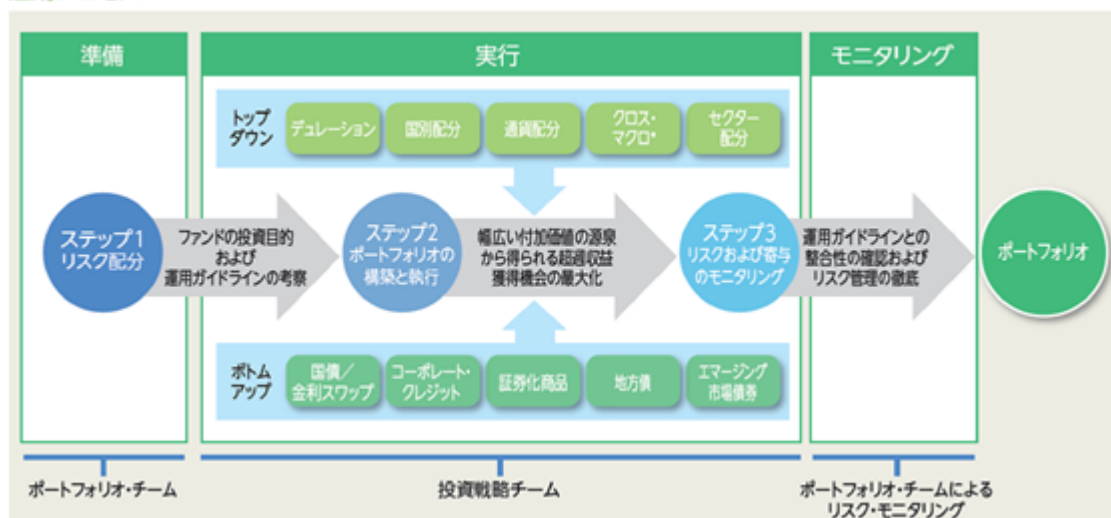 準備
実行
モニタリング
トップ
ダウン
デュレーション
国別配分
通貨配分
クロス・
マクロ*
セクター
配分
ステップ1
リスク配分
ファンドの投資目的
および
運用ガイドラインの考察
ステップ2
ポートフォリオの
構築と執行
幅広い付加価値の源泉
から得られる超過収益
獲得機会の最大化
ステップ3
リスクおよび寄与
のモニタリング
運用ガイドラインとの
整合性の確認および
リスク管理の徹底
ポートフォリオ
ボトム
アップ
国債／
金利スワップ
コーポレート・
クレジット
証券化商品
地方債
エマージング
市場債券
ポートフォリオ・チーム
投資戦略チーム
ポートフォリオ・チームによる
リスク・モニタリング